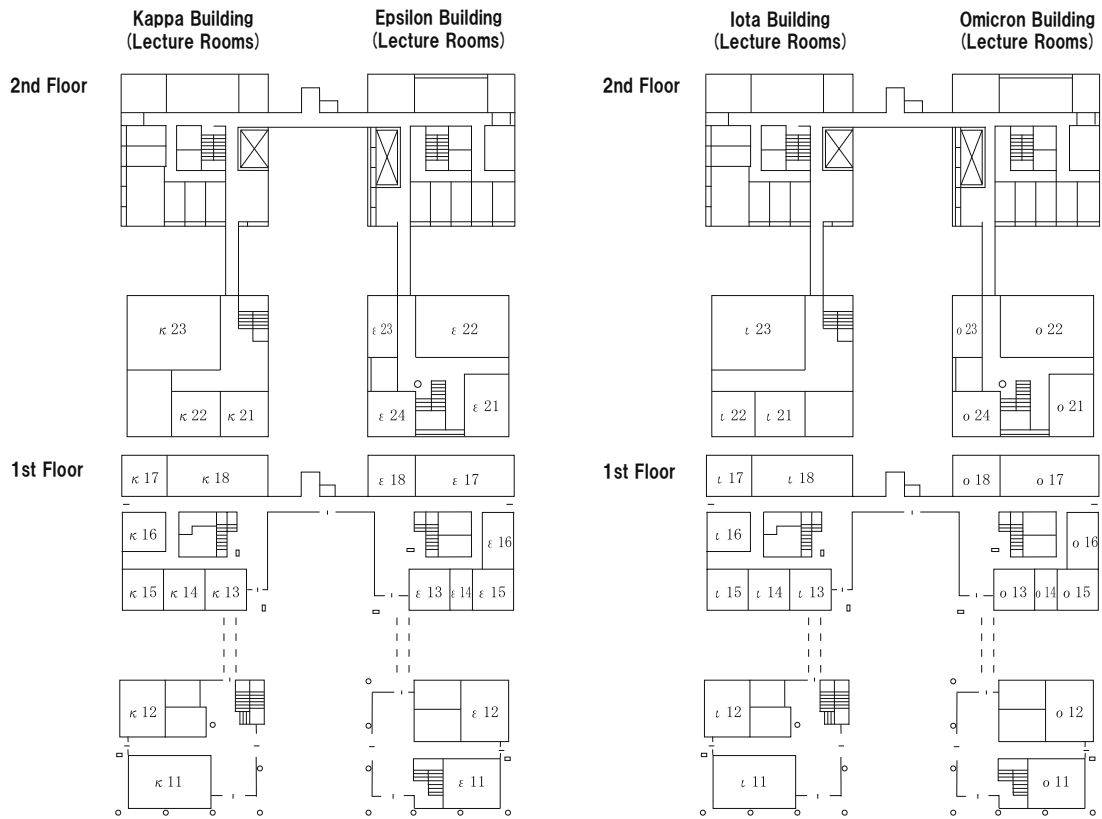 Kappa Building
(Lecture Rooms)
Epsilon Building
(Lecture Rooms)
Iota Building
(Lecture Rooms)
Omicron Building
(Lecture Rooms)
2nd Floor
2nd Floor
κ 23
ε 23
ε 22
ι 23
ο 23
ο 22
κ 22
κ 21
ε 24
ε 21
ι 22
ι 21
ο 24
ο 21
1st Floor
1st Floor
κ 17
κ 18
ε 18
ε 17
ι 17
ι 18
ο 18
ο 17
κ 16
ε 16
ι 16
ο 16
κ 15
κ 14
κ 13
ε 13
ε 14
ε 15
ι 15
ι 14
ι 13
ο 13
ο 14
ο 15
κ 12
ε 12
ι 12
ο 12
κ 11
ε 11
ι 11
ο 11